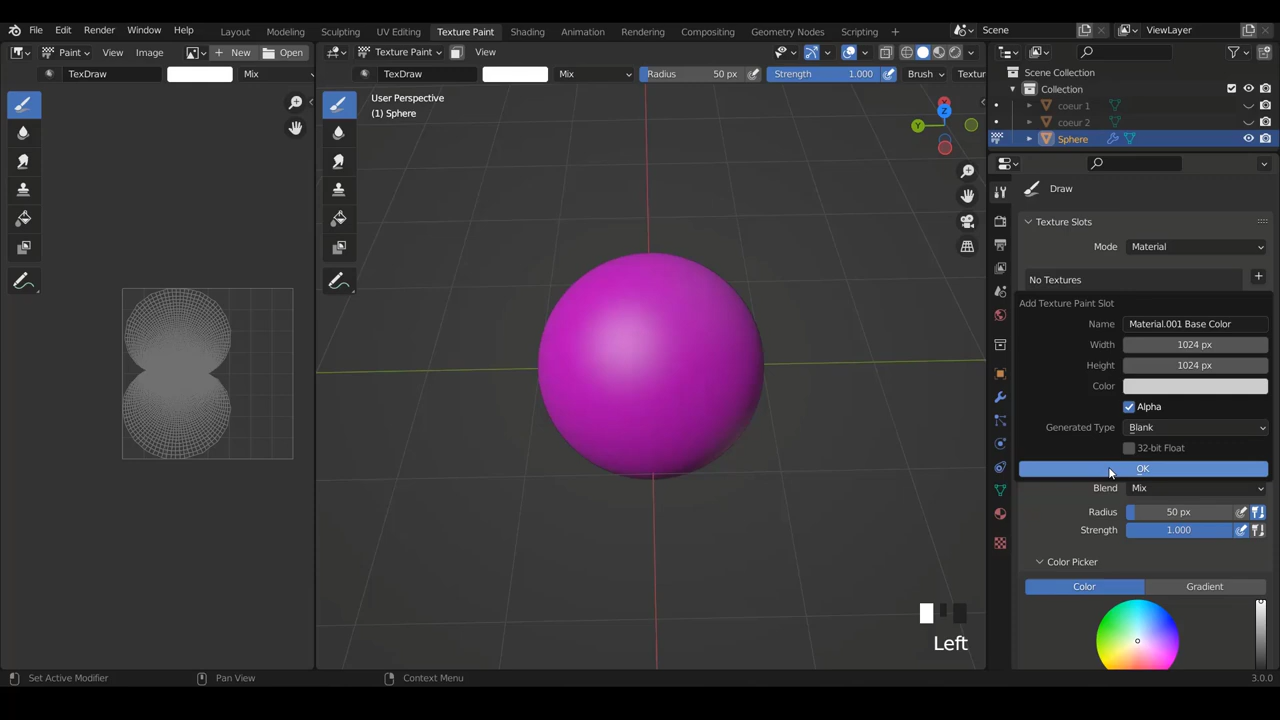 File Edit Render Window Help Layout Modeling Sculpting UV Editing Texture Paint Shading Animation Rendering Compositing Geometry Nodes Scripting Scene ViewLayer
Paint View Image New Open Texture Paint View
TexDraw Mix TexDraw Mix Radius 50 px Strength 1.000 Brush Textur
User Perspective
(1) Sphere
X
Z
Y
Scene Collection
Collection
coeur 1
coeur 2
Sphere
Draw
Texture Slots
Mode Material
No Textures
Add Texture Paint Slot
Name Material.001 Base Color
Width 1024 px
Height 1024 px
Color
Alpha
Generated Type Blank
32-bit Float
OK
Blend Mix
Radius 50 px
Strength 1.000
Color Picker
Color Gradient
Left
Set Active Modifier Pan View Context Menu 3.0.0